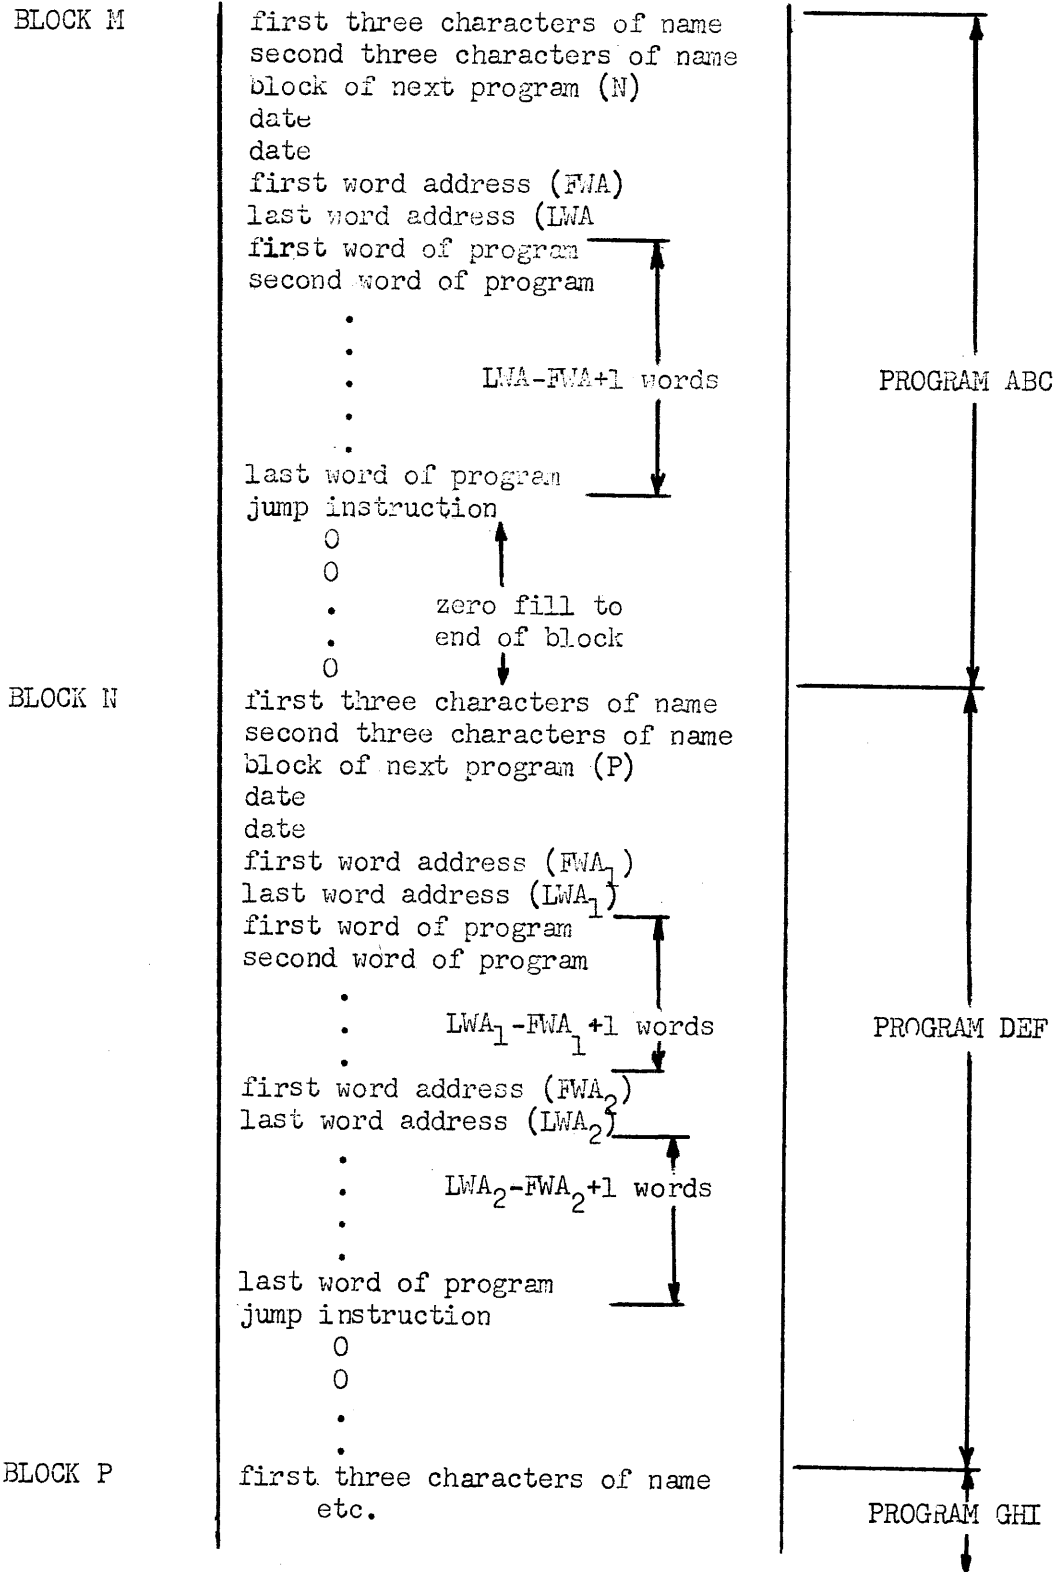 BLOCK M first three characters of name
second three characters of name
block of next program (N)
date
date
first word address (FWA)
last word address (LWA
first word of program
second word of program
.
.
. LWA-FWA+1 words PROGRAM ABC
.
.
last word of program
jump instruction
0
0
. zero fill to
. end of block
0
BLOCK N first three characters of name
second three characters of name
block of next program (P)
date
date
first word address (FWA1)
last word address (LWA1)
first word of program
second word of program
.
. LWA1-FWA1+1 words PROGRAM DEF
.
first word address (FWA2)
last word address (LWA2)
.
. LWA2-FWA2+1 words
.
.
last word of program
jump instruction
0
0
.
.
BLOCK P first three characters of name
etc. PROGRAM GHI